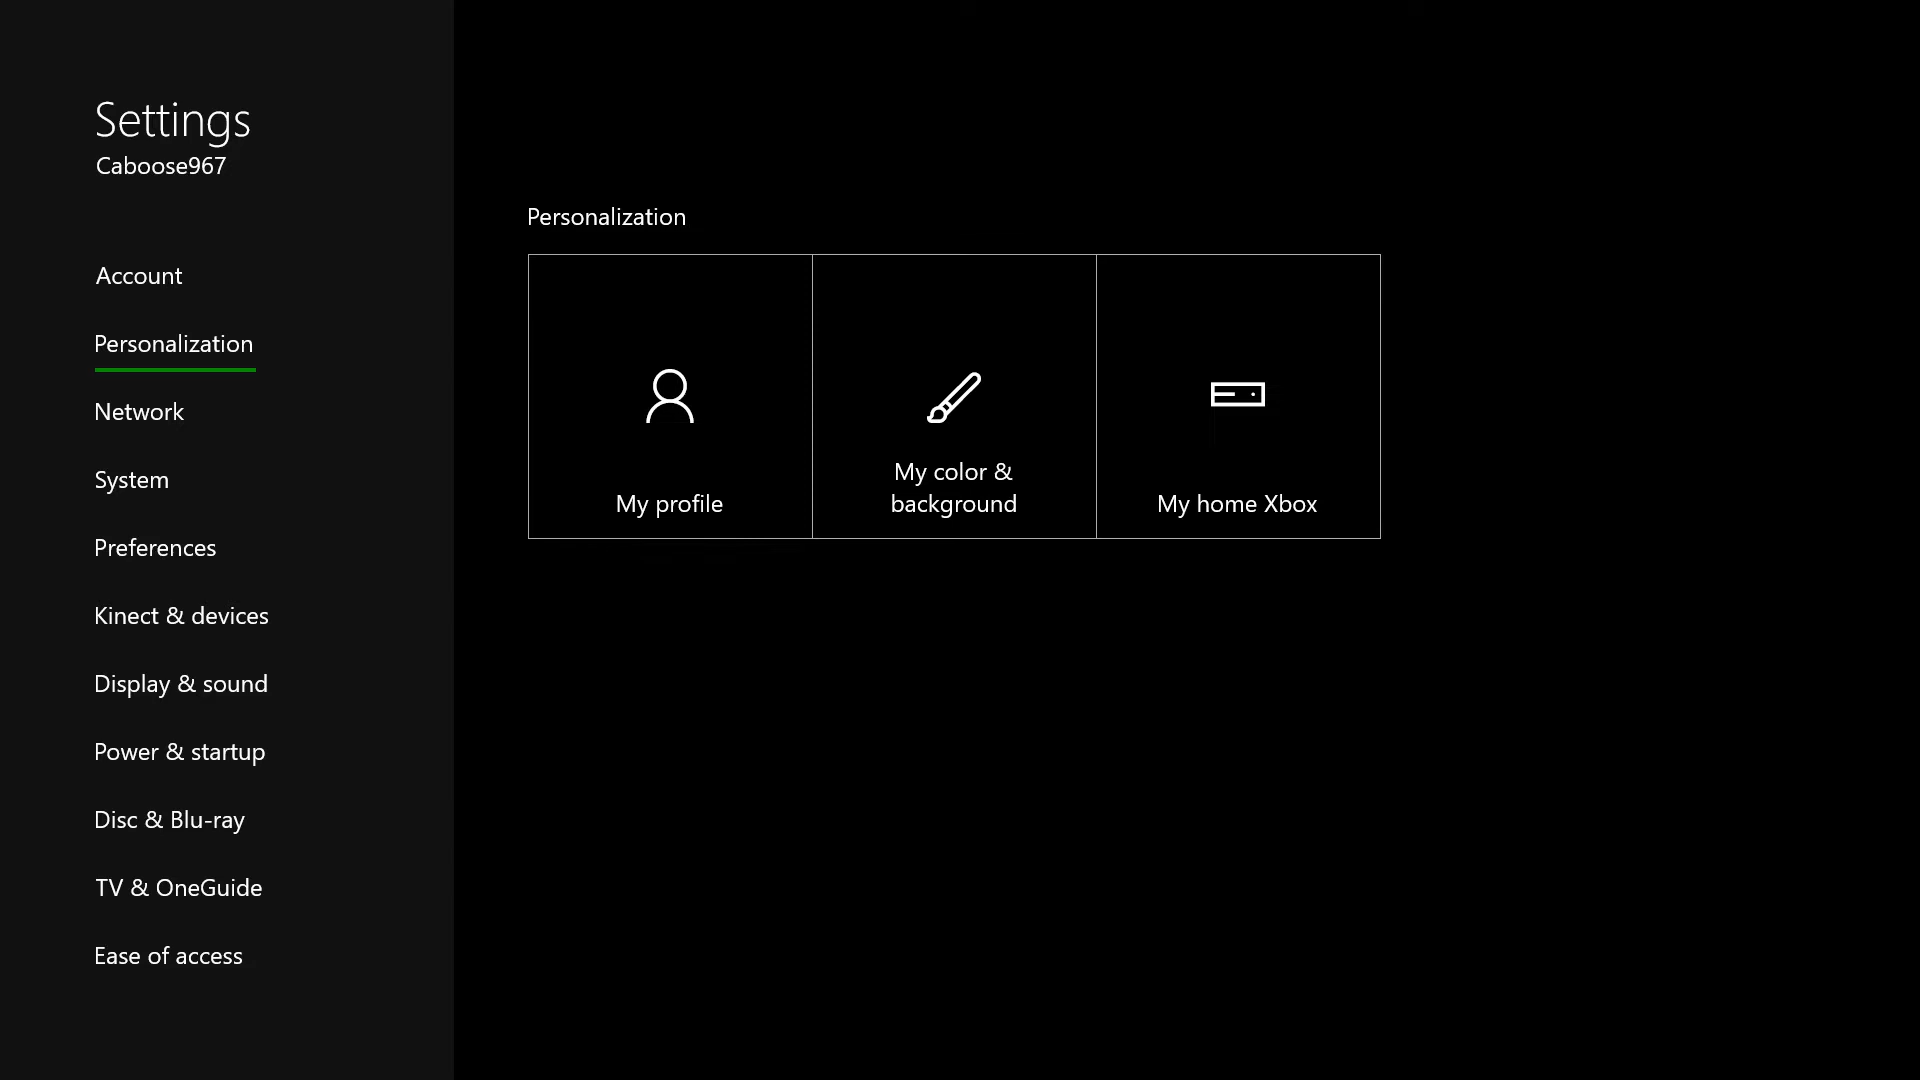 Settings
Caboose967
Account
Personalization
Network
System
Preferences
Kinect & devices
Display & sound
Power & startup
Disc & Blu-ray
TV & OneGuide
Ease of access
Personalization
My profile
My color &
background
My home Xbox